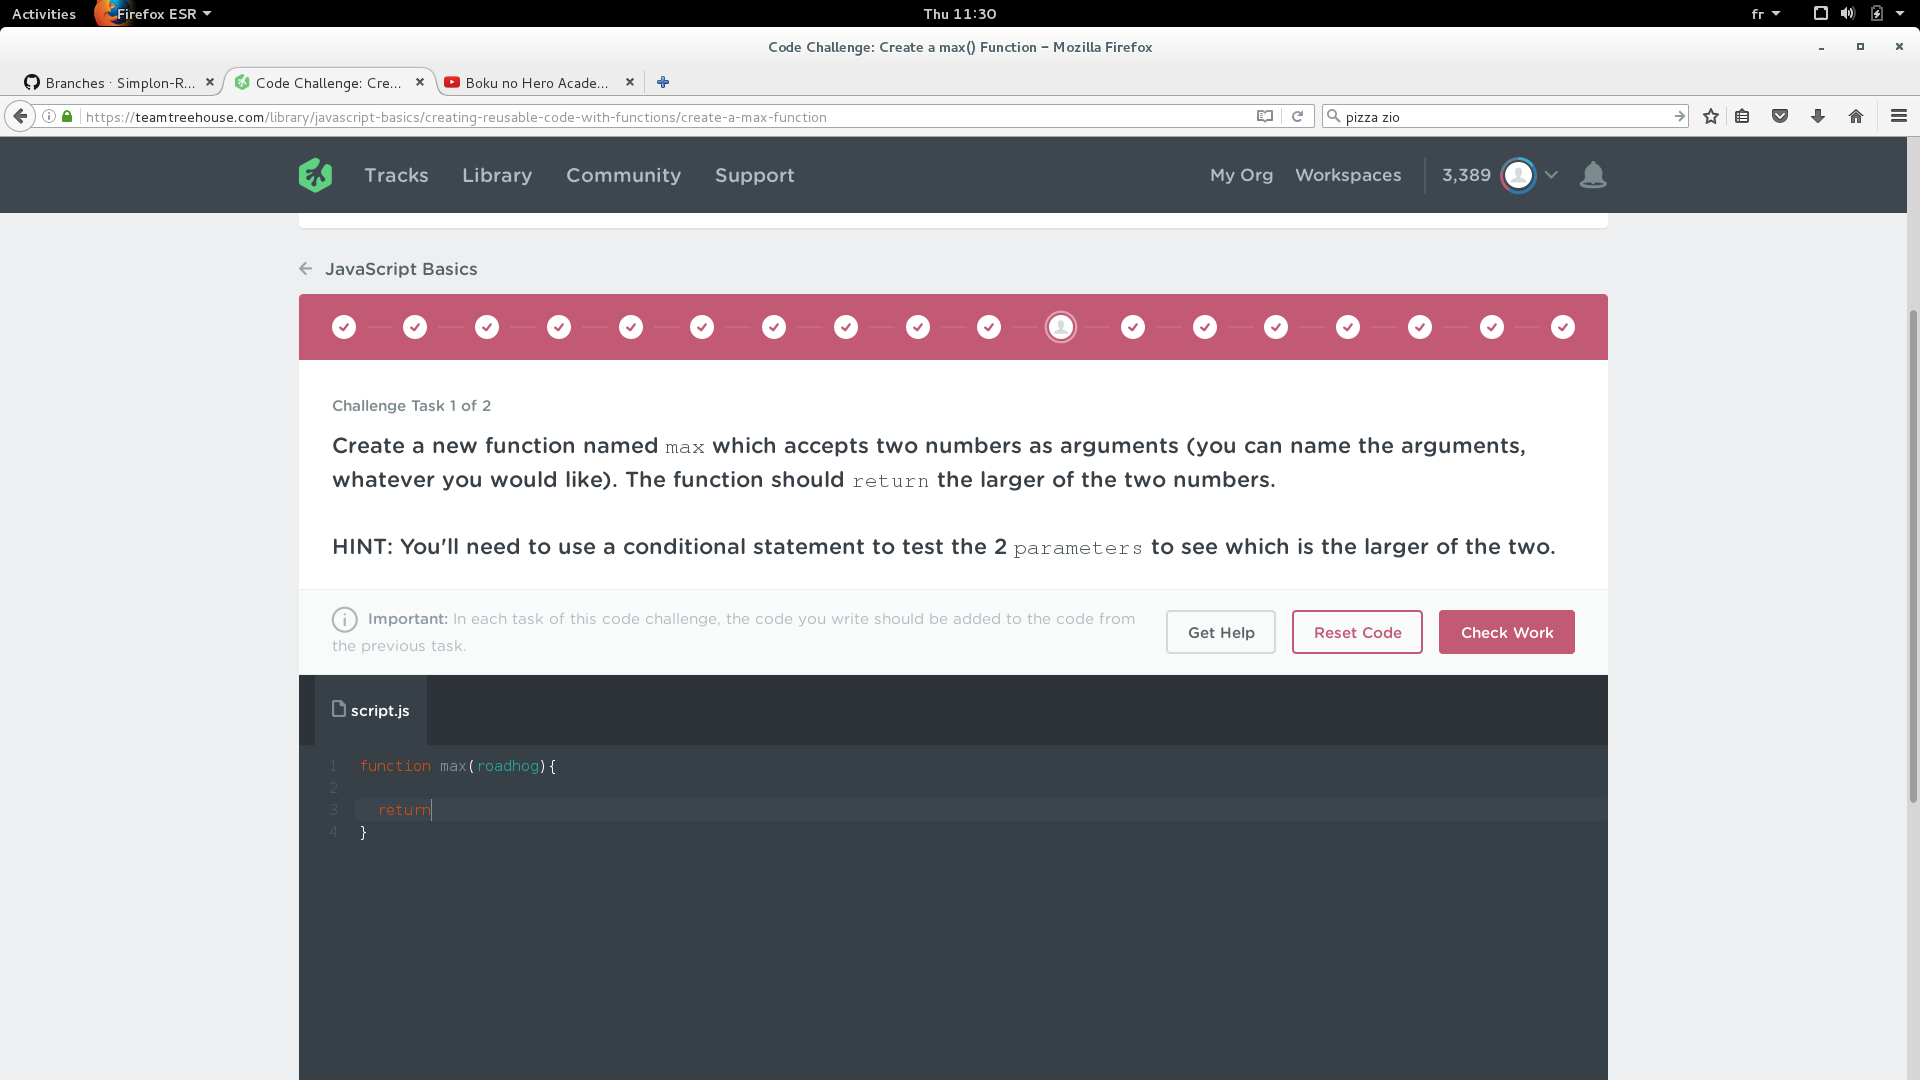 Activities Firefox ESR Thu 11:30 fr
Code Challenge: Create a max() Function – Mozilla Firefox
Branches · Simplon-R... Code Challenge: Cre... Boku no Hero Acade...
https://teamtreehouse.com/library/javascript-basics/creating-reusable-code-with-functions/create-a-max-function pizza zio
Tracks Library Community Support My Org Workspaces 3,389
JavaScript Basics
Challenge Task 1 of 2
Create a new function named max which accepts two numbers as arguments (you can name the arguments,
whatever you would like). The function should return the larger of the two numbers.
HINT: You'll need to use a conditional statement to test the 2 parameters to see which is the larger of the two.
Important: In each task of this code challenge, the code you write should be added to the code from
the previous task.
Get Help Reset Code Check Work
script.js
1 function max(roadhog){
2
3 return
4 }